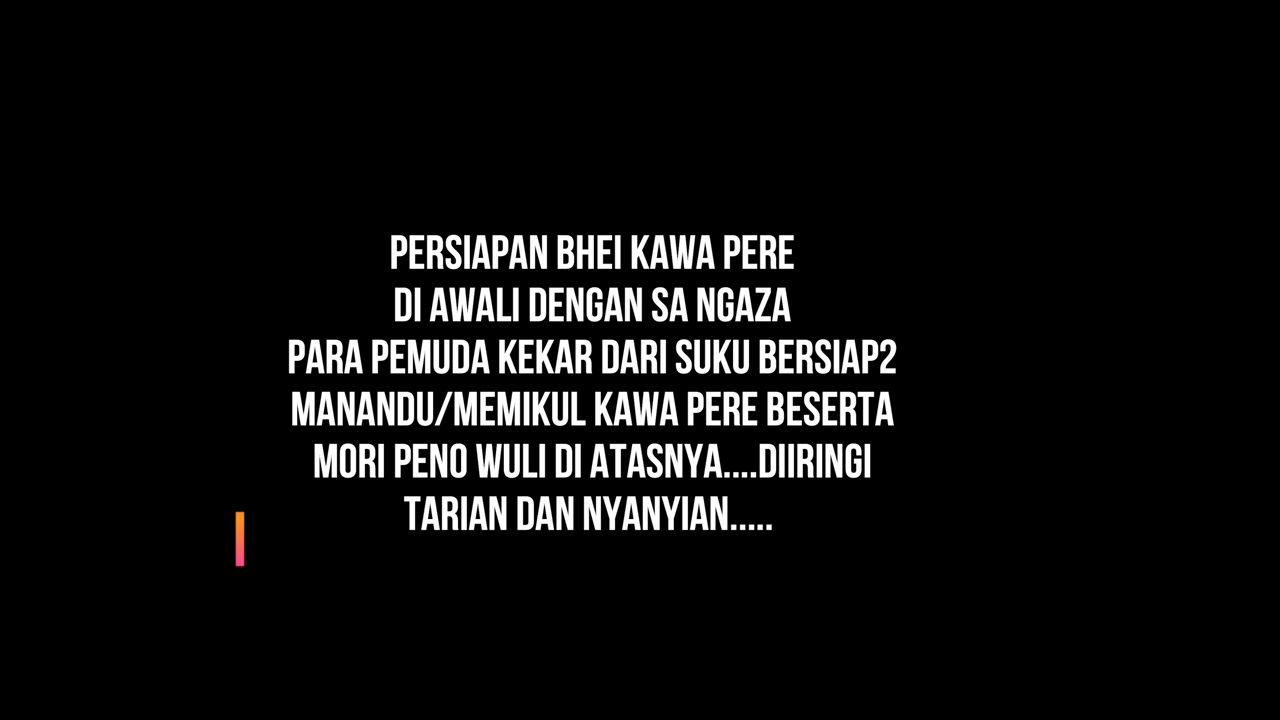 PERSIAPAN BHEI KAWA PERE
DI AWALI DENGAN SA NGAZA
PARA PEMUDA KEKAR DARI SUKU BERSIAP2
MANANDU/MEMIKUL KAWA PERE BESERTA
MORI PENO WULI DI ATASNYA....DIIRINGI
TARIAN DAN NYANYIAN.....